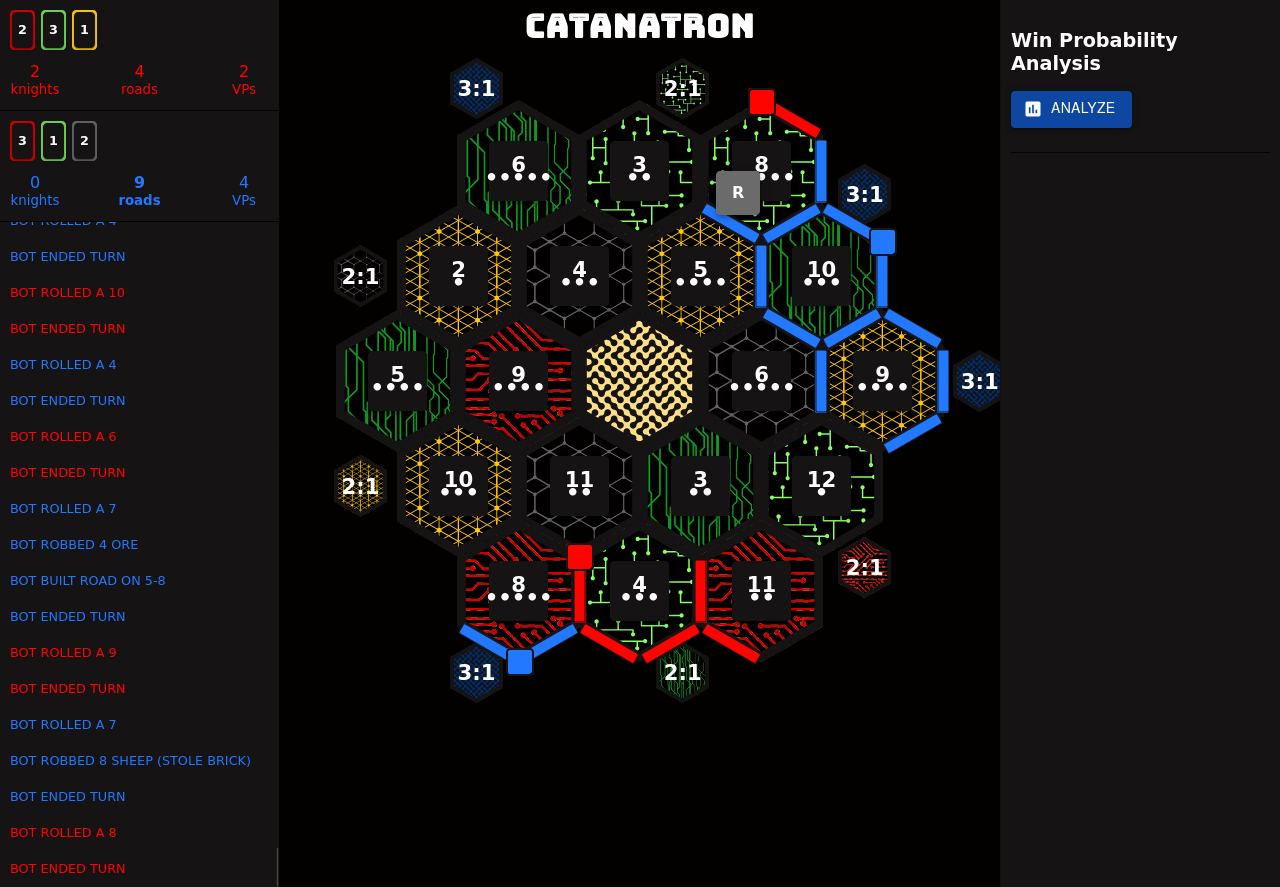 CATANATRON
2 3 1
2 4 2
knights roads VPs
3 1 2
0 9 4
knights roads VPs
BOT ENDED TURN
BOT ROLLED A 10
BOT ENDED TURN
BOT ROLLED A 4
BOT ENDED TURN
BOT ROLLED A 6
BOT ENDED TURN
BOT ROLLED A 7
BOT ROBBED 4 ORE
BOT BUILT ROAD ON 5-8
BOT ENDED TURN
BOT ROLLED A 9
BOT ENDED TURN
BOT ROLLED A 7
BOT ROBBED 8 SHEEP (STOLE BRICK)
BOT ENDED TURN
BOT ROLLED A 8
BOT ENDED TURN
3:1 2:1
6 3 8
R 3:1
2:1 2 4 5 10
5 9 6 9 3:1
2:1 10 11 3 12
8 4 11 2:1
3:1 2:1
Win Probability
Analysis
ANALYZE